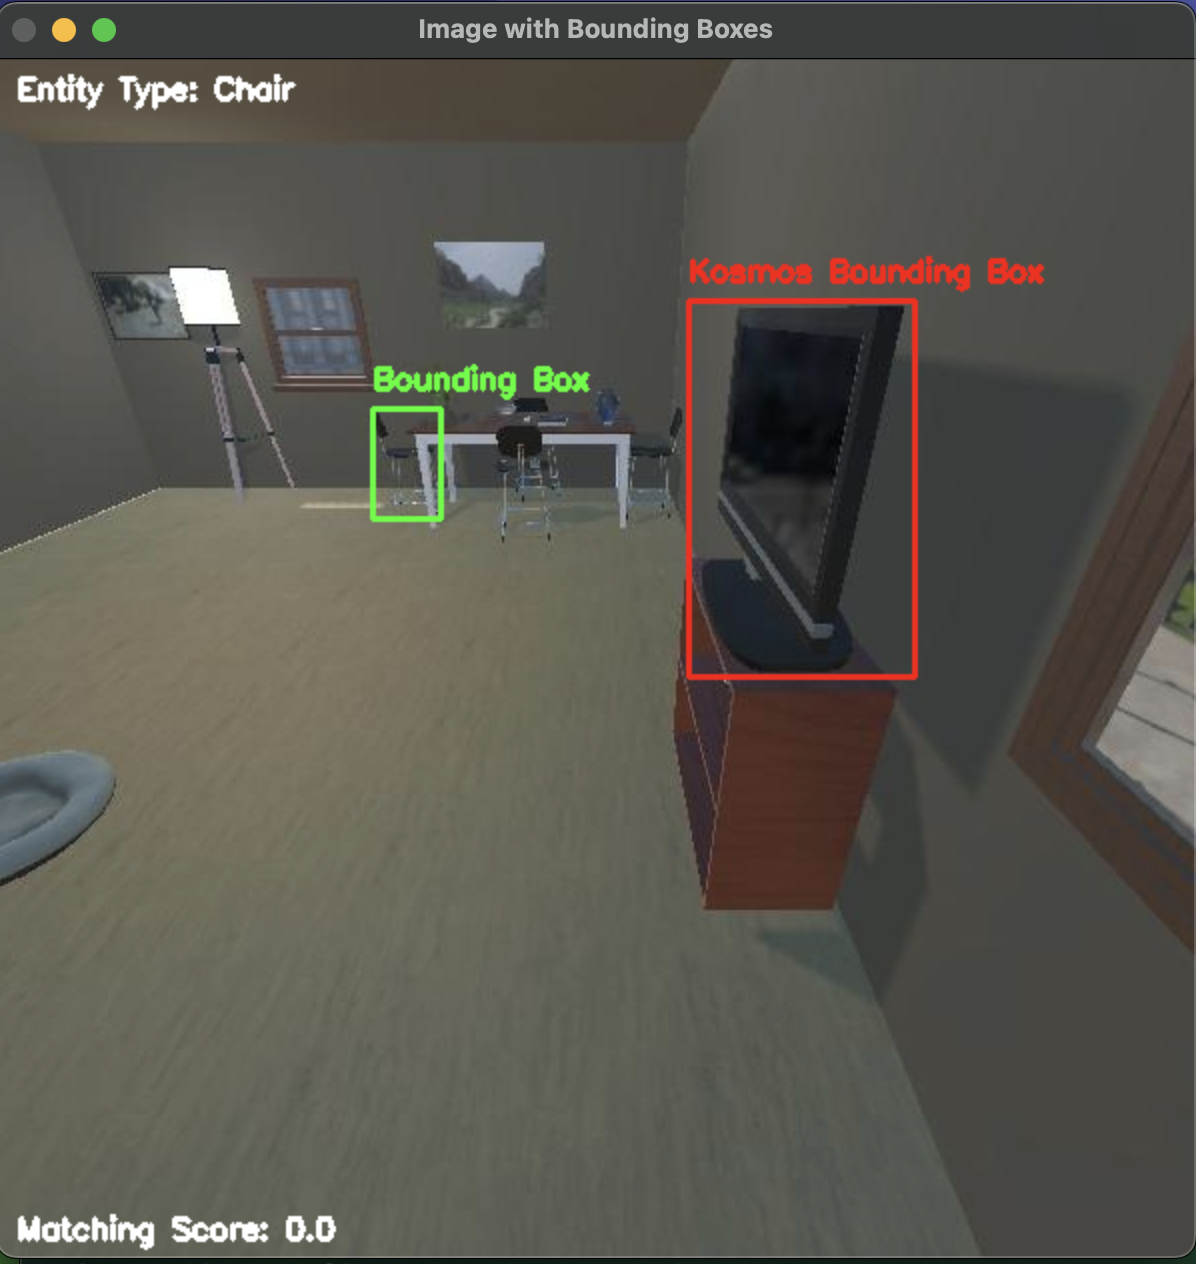 Image with Bounding Boxes
Entity Type: Chair
Kosmos Bounding Box
Bounding Box
Matching Score: 0.0